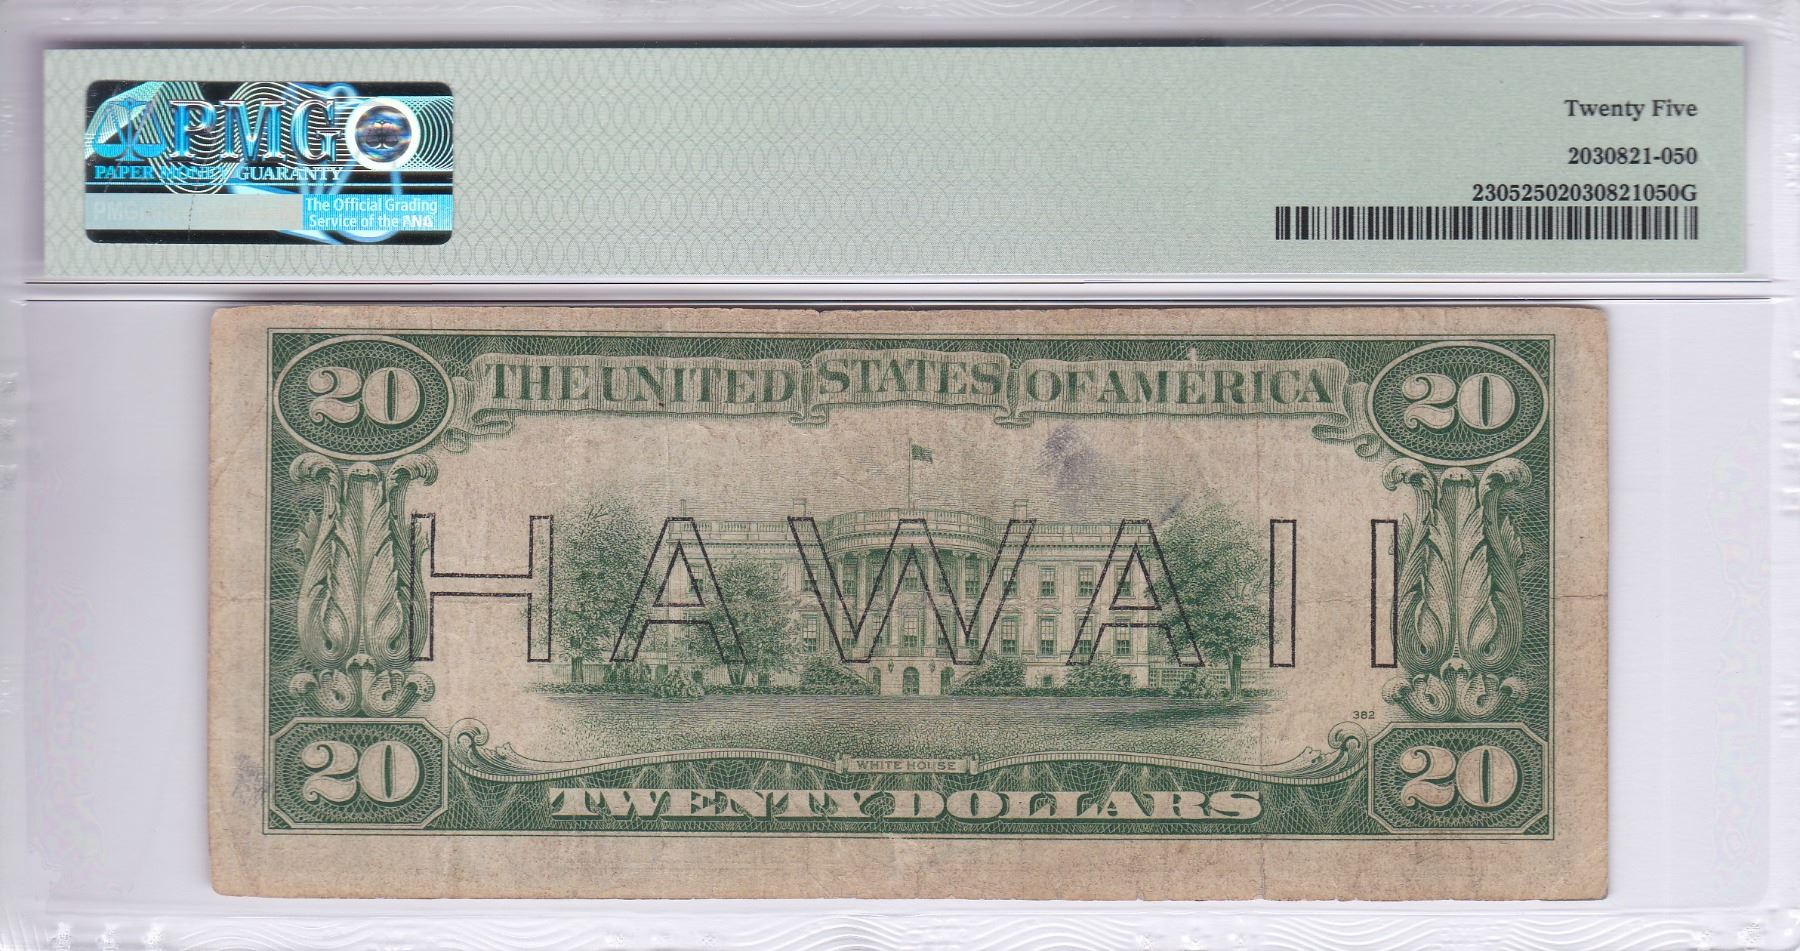 PMG
PAPER MONEY GUARANTY
The Official Grading
Service of the ANA
Twenty Five
2030821-050
23052502030821050G
20 THE UNITED STATES OF AMERICA 20
HAWAII
382
WHITE HOUSE
20 TWENTY DOLLARS 20